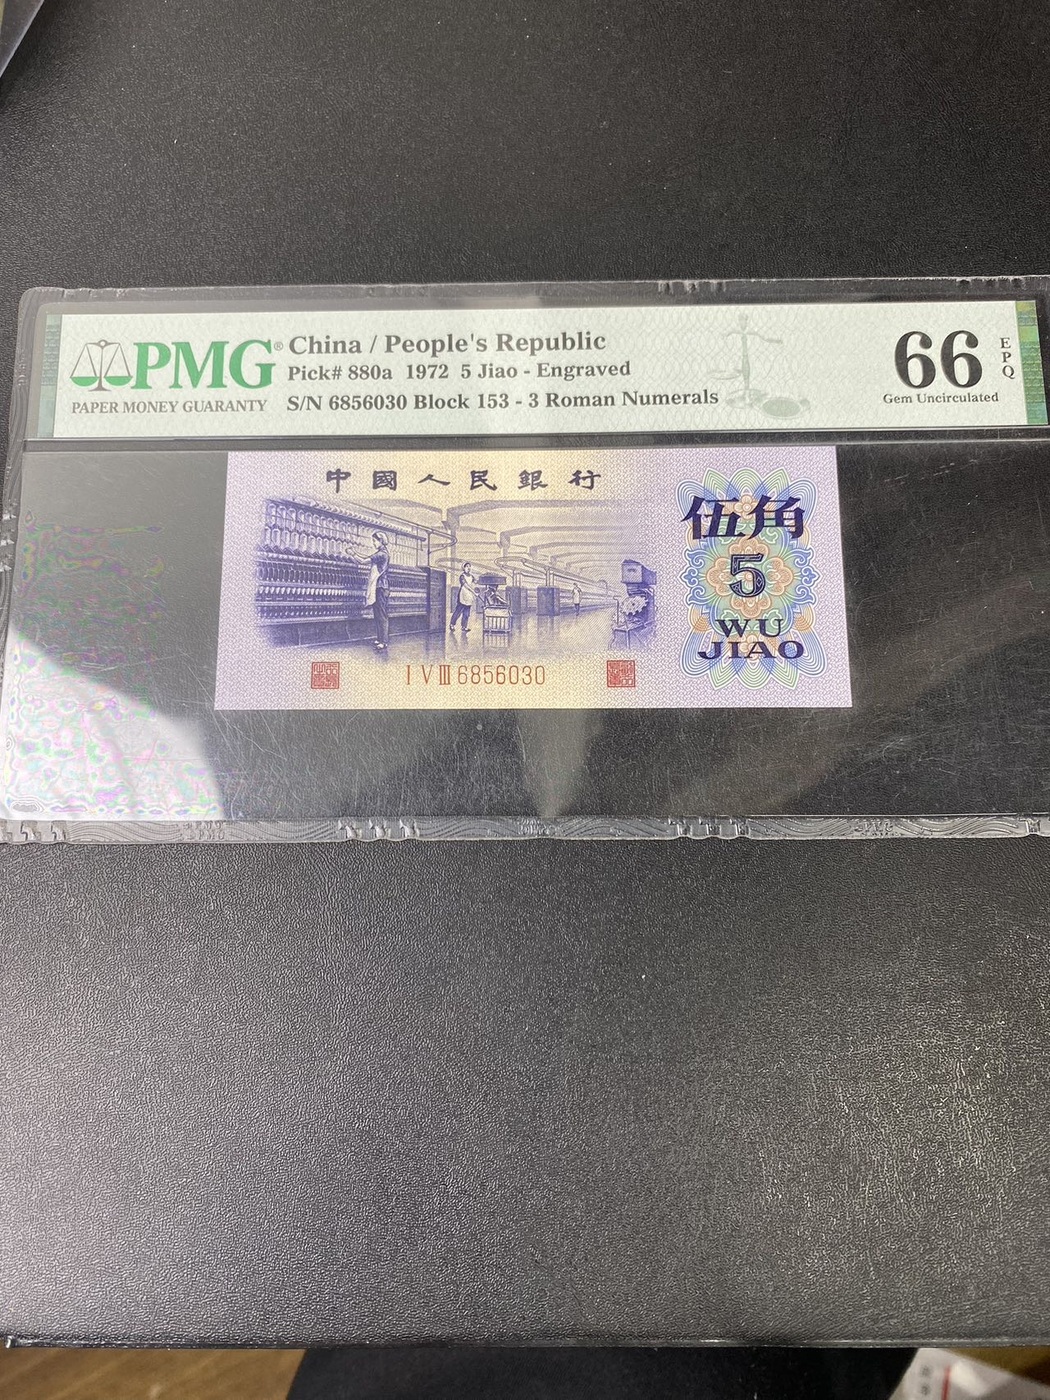 PMG®
PAPER MONEY GUARANTY
China / People's Republic
Pick# 880a 1972 5 Jiao - Engraved
S/N 6856030 Block 153 - 3 Roman Numerals
66
EPQ
Gem Uncirculated
中國人民銀行
伍角
5
WU
JIAO
I V III 6856030